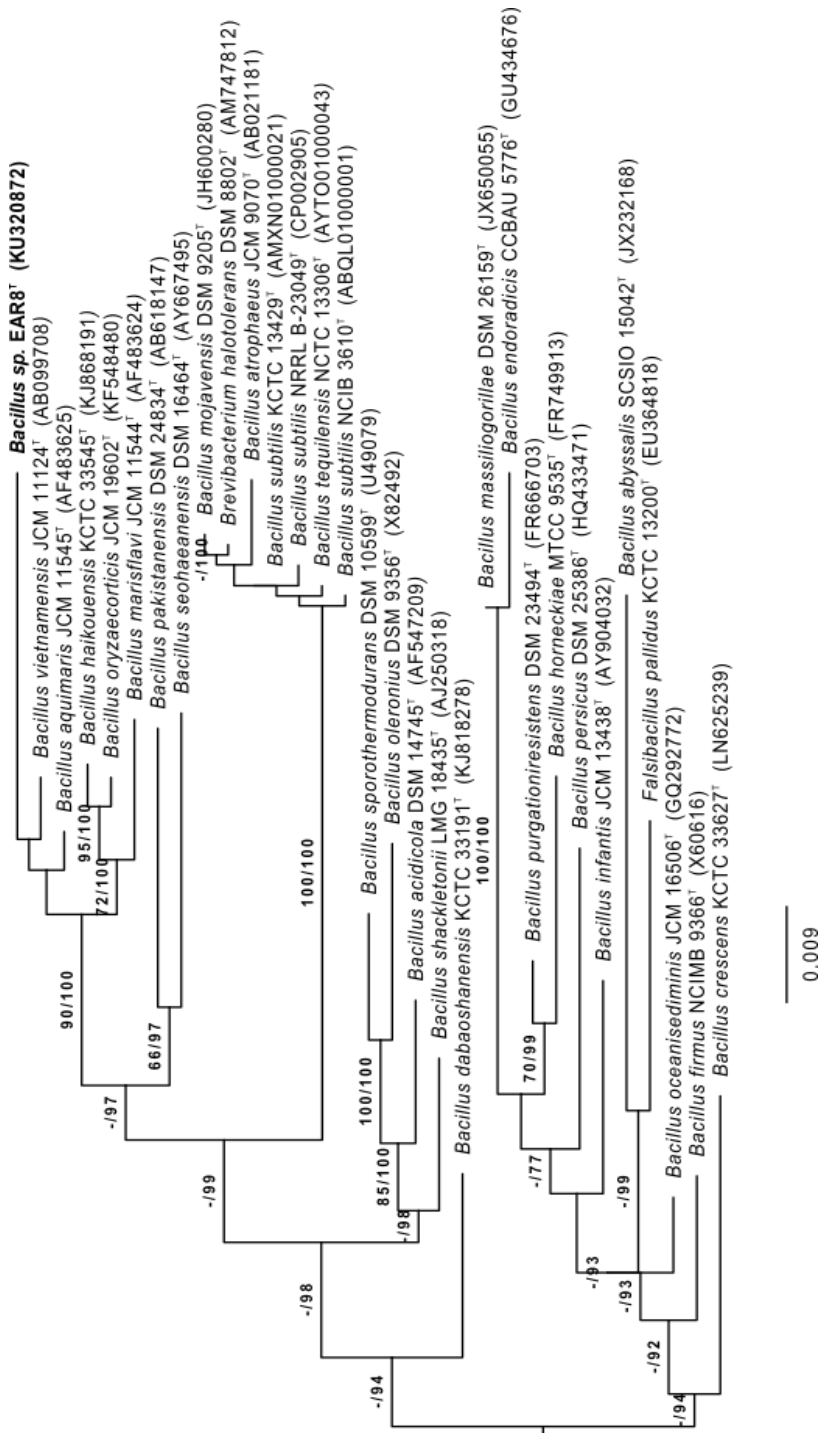 Bacillus sp. EAR8ᵀ (KU320872)
Bacillus vietnamensis JCM 11124ᵀ (AB099708)
Bacillus aquimaris JCM 11545ᵀ (AF483625)
90/100
95/100
Bacillus haikouensis KCTC 33545ᵀ (KJ868191)
72/100
-/97
Bacillus oryzaecorticis JCM 19602ᵀ (KF548480)
Bacillus marisflavi JCM 11544ᵀ (AF483624)
66/97
Bacillus pakistanensis DSM 24834ᵀ (AB618147)
Bacillus seohaeanensis DSM 16464ᵀ (AY667495)
-/100
Bacillus mojavensis DSM 9205ᵀ (JH600280)
-/99
Brevibacterium halotolerans DSM 8802ᵀ (AM747812)
Bacillus atrophaeus JCM 9070ᵀ (AB021181)
Bacillus subtilis KCTC 13429ᵀ (AMXN01000021)
Bacillus subtilis NRRL B-23049ᵀ (CP002905)
-/98
100/100
Bacillus tequilensis NCTC 13306ᵀ (AYTO01000043)
Bacillus subtilis NCIB 3610ᵀ (ABQL01000001)
100/100
Bacillus sporothermodurans DSM 10599ᵀ (U49079)
-/94
85/100
Bacillus oleronius DSM 9356ᵀ (X82492)
-/98
Bacillus acidicola DSM 14745ᵀ (AF547209)
Bacillus shackletonii LMG 18435ᵀ (AJ250318)
Bacillus dabaoshanensis KCTC 33191ᵀ (KJ818278)
100/100
Bacillus massiliogorillae DSM 26159ᵀ (JX650055)
Bacillus endoradicis CCBAU 5776ᵀ (GU434676)
70/99
Bacillus purgationiresistens DSM 23494ᵀ (FR666703)
-/77
Bacillus horneckiae MTCC 9535ᵀ (FR749913)
Bacillus persicus DSM 25386ᵀ (HQ433471)
-/93
Bacillus infantis JCM 13438ᵀ (AY904032)
-/99
-/93
Bacillus abyssalis SCSIO 15042ᵀ (JX232168)
Falsibacillus pallidus KCTC 13200ᵀ (EU364818)
-/92
Bacillus oceanisediminis JCM 16506ᵀ (GQ292772)
-/94
Bacillus firmus NCIMB 9366ᵀ (X60616)
Bacillus crescens KCTC 33627ᵀ (LN625239)
0.009